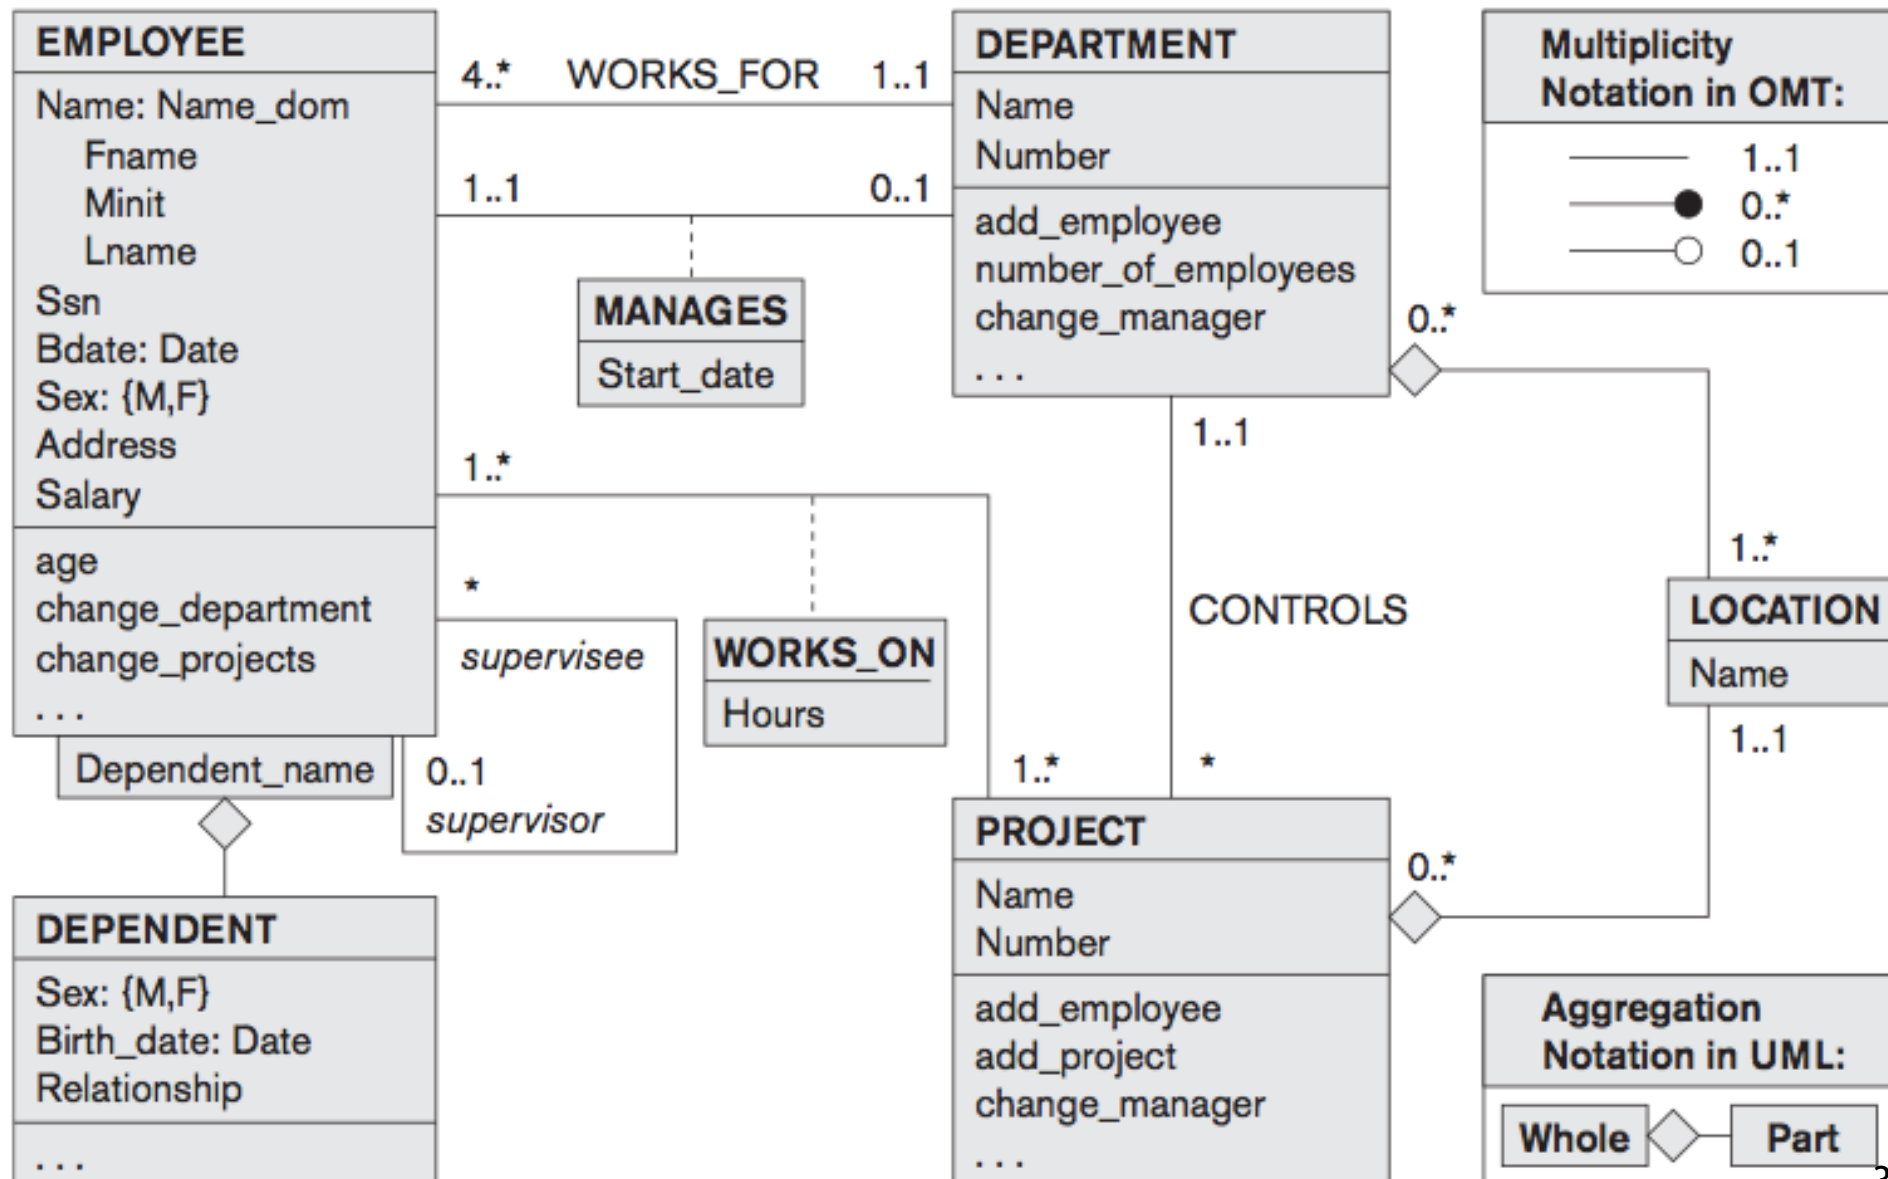 EMPLOYEE
Name: Name_dom
Fname
Minit
Lname
Ssn
Bdate: Date
Sex: {M,F}
Address
Salary
age
change_department
change_projects
. . .
Dependent_name
DEPENDENT
Sex: {M,F}
Birth_date: Date
Relationship
. . .
4..* WORKS_FOR 1..1
1..1 0..1
MANAGES
Start_date
1..*
*
supervisee
0..1
supervisor
WORKS_ON
Hours
1..*
DEPARTMENT
Name
Number
add_employee
number_of_employees
change_manager
. . .
1..1
CONTROLS
*
PROJECT
Name
Number
add_employee
add_project
change_manager
. . .
Multiplicity
Notation in OMT:
1..1
0..*
0..1
0..*
1..*
LOCATION
Name
1..1
0..*
Aggregation
Notation in UML:
Whole Part